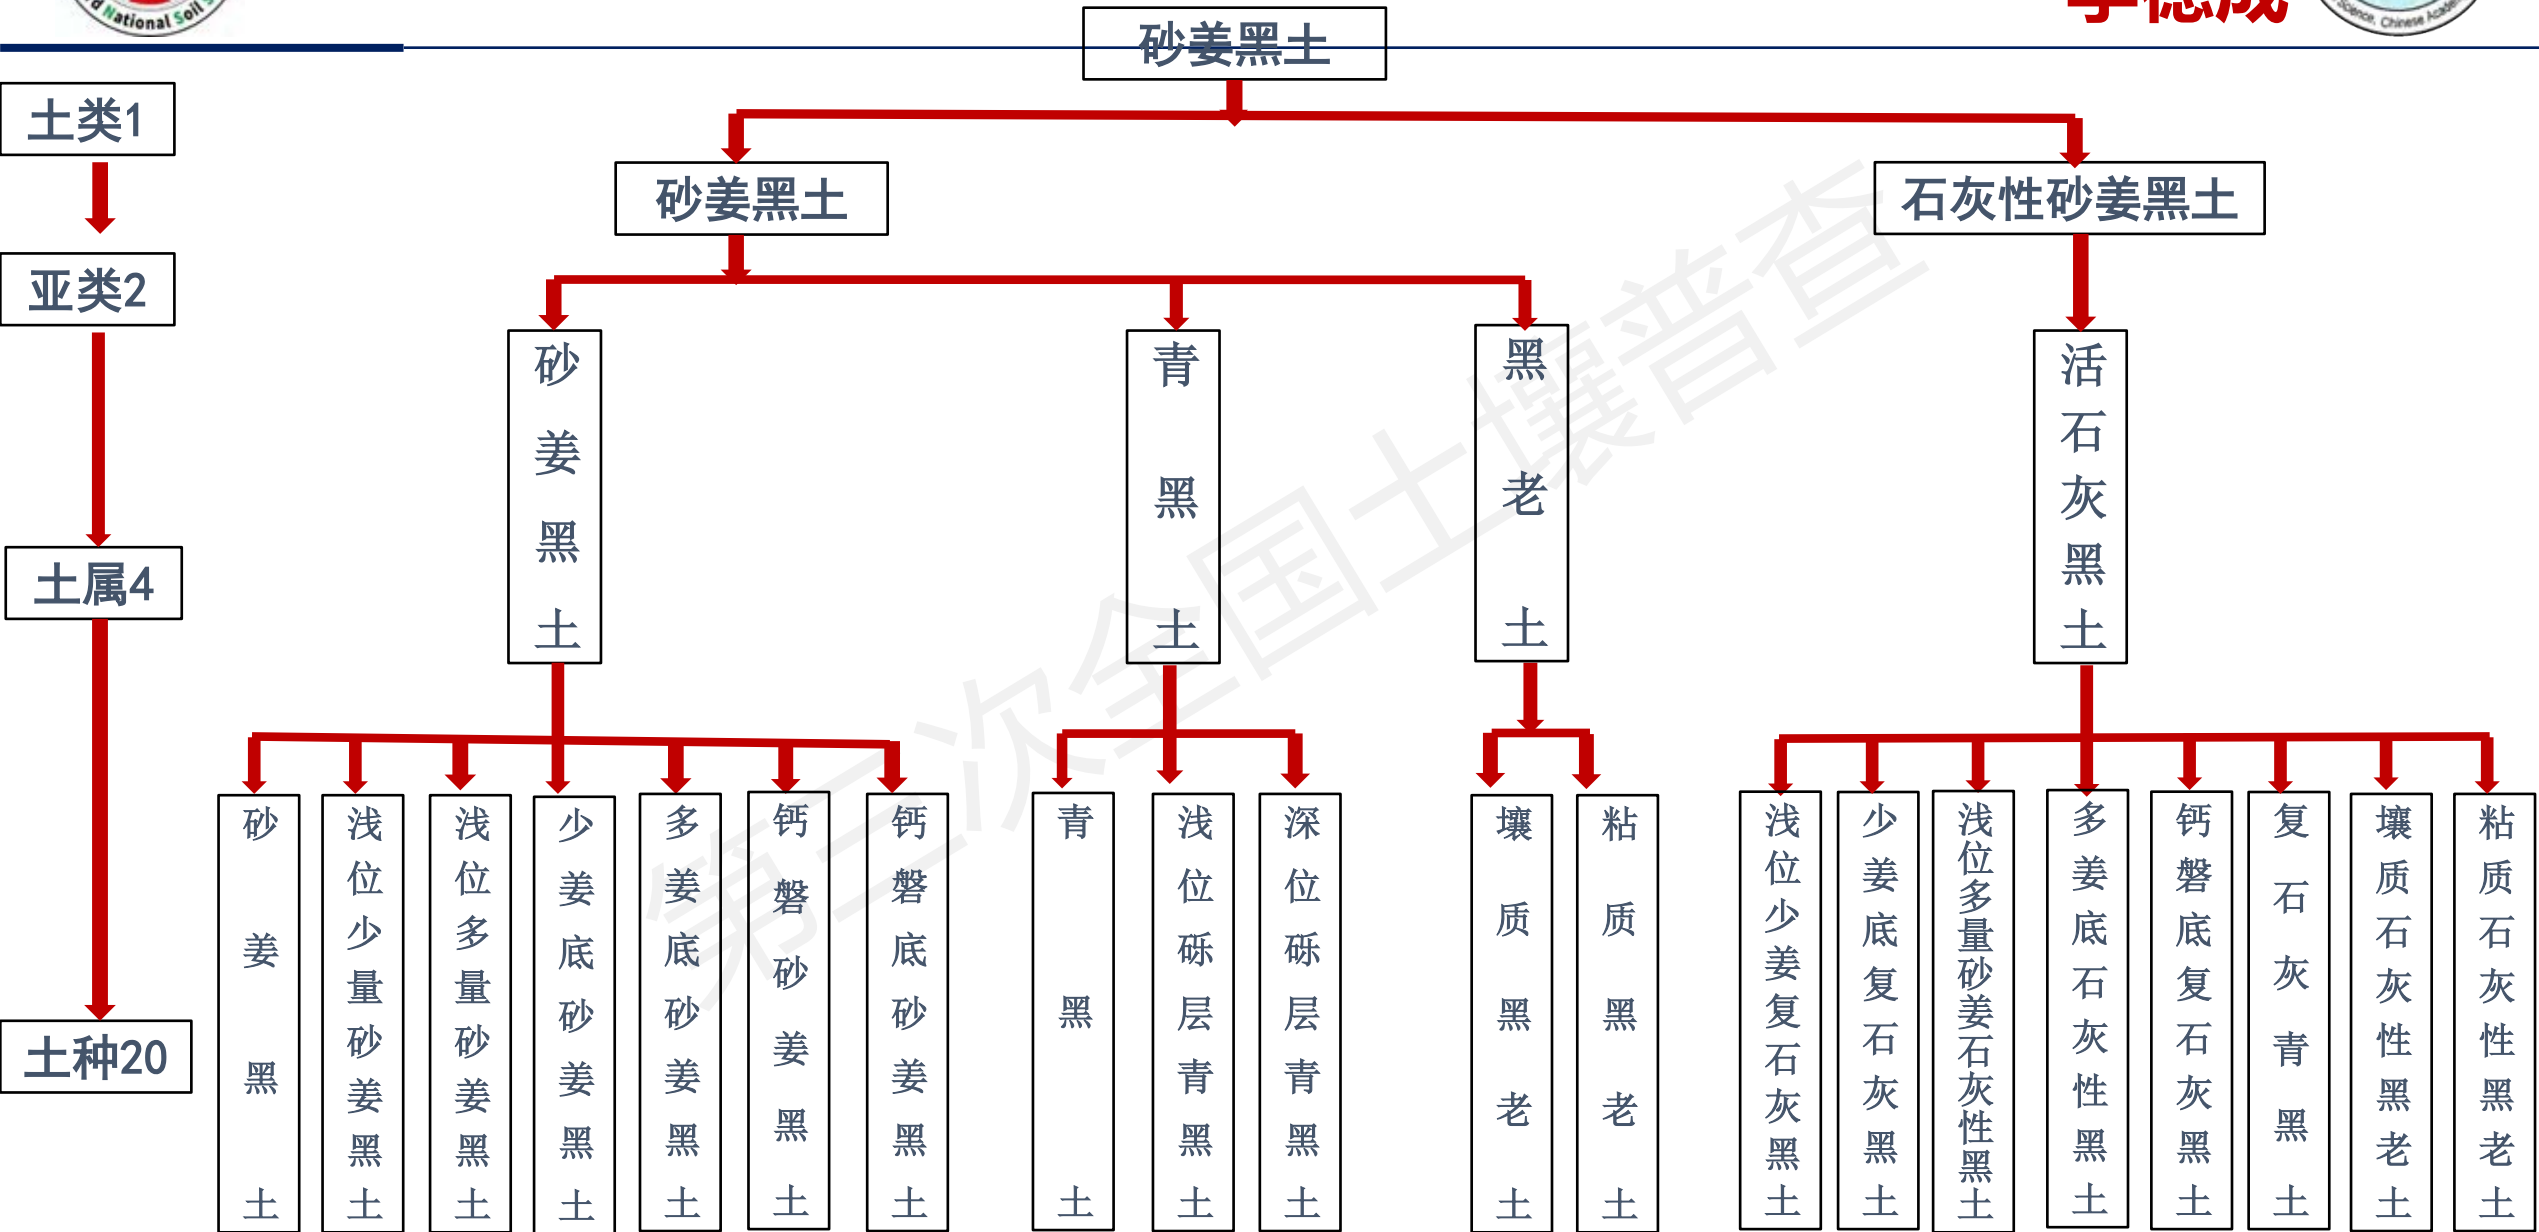 rd National Soil S
李德成
Science, Chinese Acade
砂姜黑土
土类1
砂姜黑土
石灰性砂姜黑土
亚类2
砂姜黑土
青黑土
黑老土
活石灰黑土
土属4
砂姜黑土
浅位少量砂姜黑土
浅位多量砂姜黑土
少姜底砂姜黑土
多姜底砂姜黑土
钙磐砂姜黑土
钙磐底砂姜黑土
青黑土
浅位砾层青黑土
深位砾层青黑土
壤质黑老土
粘质黑老土
浅位少姜复石灰黑土
少姜底复石灰黑土
浅位多量砂姜石灰性黑土
多姜底石灰性黑土
钙磐底复石灰黑土
复石灰青黑土
壤质石灰性黑老土
粘质石灰性黑老土
土种20
第三次全国土壤普查